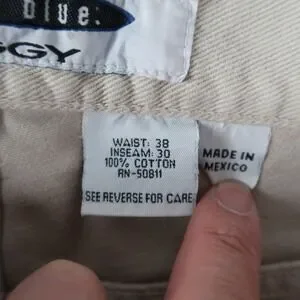 blue:
GGY
WAIST: 38
INSEAM: 30
100% COTTON
RN-50811
SEE REVERSE FOR CARE
MADE IN
MEXICO